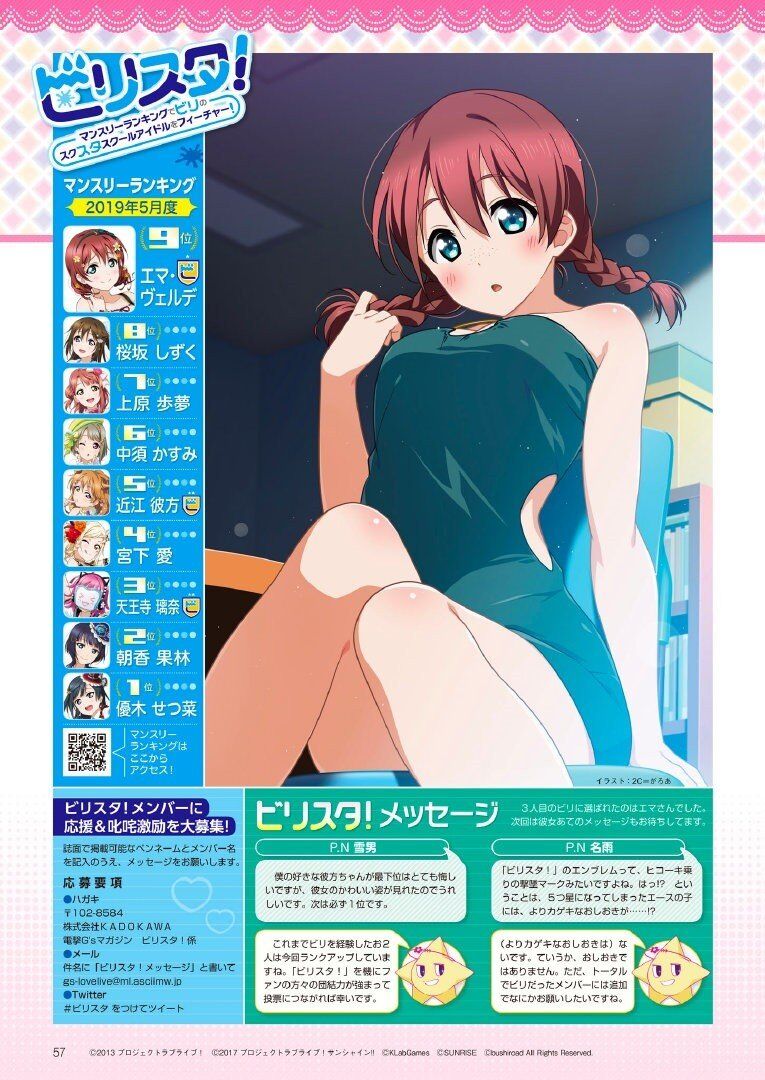 ビリスタ!
マンスリーランキングでビリの
スクスタスクールアイドルをフィーチャー!
マンスリーランキング
2019年5月度
9位
エマ・
ヴェルデ
8位
桜坂 しずく
7位
上原 歩夢
6位
中須 かすみ
5位
近江 彼方
4位
宮下 愛
3位
天王寺 璃奈
2位
朝香 果林
1位
優木 せつ菜
マンスリー
ランキングは
ここから
アクセス!
イラスト:2C=がろあ
ビリスタ!メンバーに
応援&叱咤激励を大募集!
誌面で掲載可能なペンネームとメンバー名
を記入のうえ、メッセージをお願いします。
応募要項
●ハガキ
〒102-8584
株式会社KADOKAWA
電撃G'sマガジン ビリスタ!係
●メール
件名に「ビリスタ!メッセージ」と書いて
gs-lovelive@ml.asciimw.jp
●Twitter
#ビリスタ をつけてツイート
ビリスタ!メッセージ
3人目のビリに選ばれたのはエマさんでした。
次回は彼女あてのメッセージもお待ちしてます。
P.N 雪男
僕の好きな彼方ちゃんが最下位はとても悔し
いですが、彼女のかわいい姿が見れたのでうれ
しいです。次は必ず1位です。
これまでビリを経験したお2
人は今回ランクアップしていま
すね。「ビリスタ!」を機にフ
ァンの方々の団結力が強まって
投票につながれば幸いです。
P.N 名雨
「ビリスタ!」のエンブレムって、ヒコーキ乗
りの撃墜マークみたいですよね。はっ!? とい
うことは、5つ星になってしまったエースの子
には、よりカゲキなおしおきが……!?
(よりカゲキなおしおきは)な
いです。ていうか、おしおきで
はありません。ただ、トータル
でビリだったメンバーには追加
でなにかお願いしたいですね。
57
©2013 プロジェクトラブライブ! ©2017 プロジェクトラブライブ!サンシャイン!! ©KLabGames ©SUNRISE ©bushiroad All Rights Reserved.